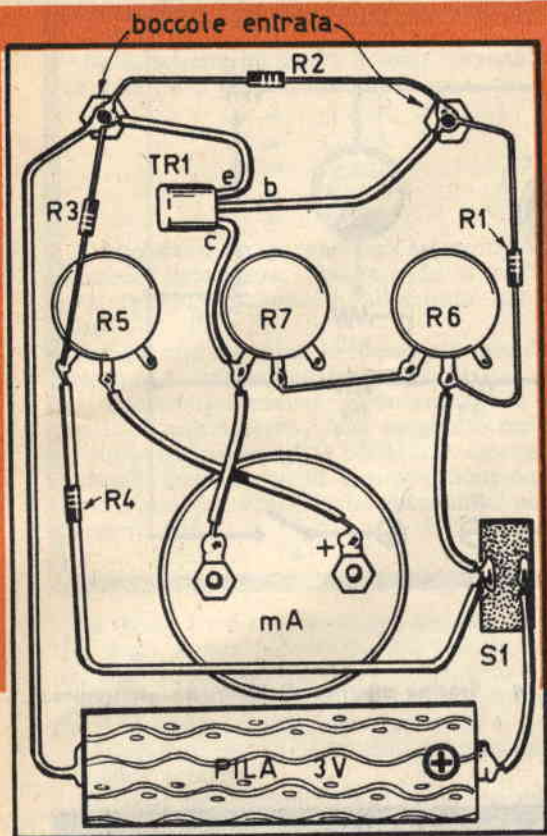 boccole entrata
R2
TR1
e
b
c
R3
R1
R5
R7
R6
R4
+
mA
S1
PILA 3V +